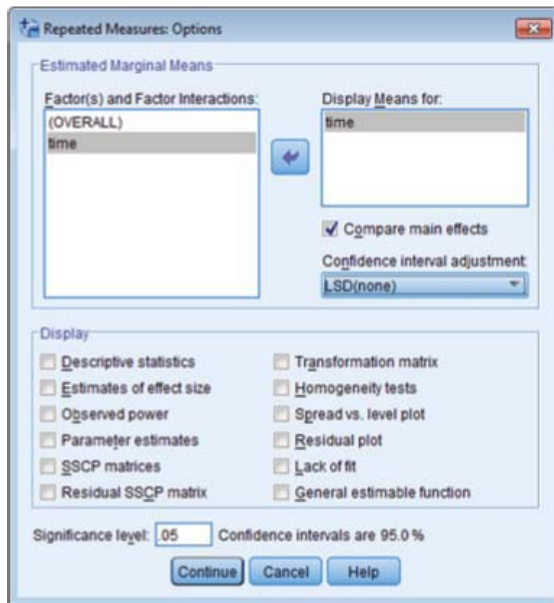 Repeated Measures: Options
Estimated Marginal Means
Factor(s) and Factor Interactions:
(OVERALL)
time
Display Means for:
time
Compare main effects
Confidence interval adjustment:
LSD(none)
Display
Descriptive statistics
Transformation matrix
Estimates of effect size
Homogeneity tests
Observed power
Spread vs. level plot
Parameter estimates
Residual plot
SSCP matrices
Lack of fit
Residual SSCP matrix
General estimable function
Significance level: .05 Confidence intervals are 95.0 %
Continue Cancel Help